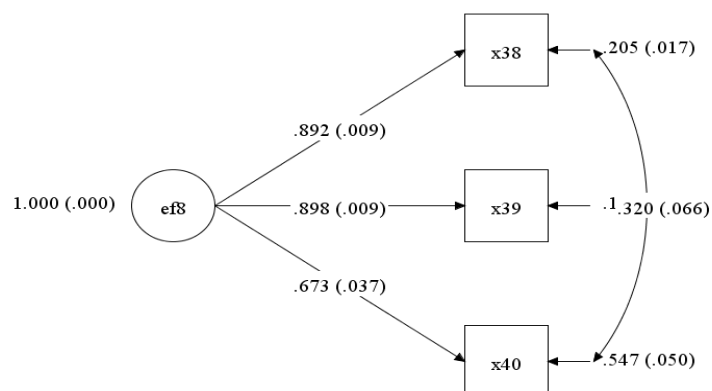 x38
.205 (.017)
.892 (.009)
1.000 (.000)
ef8
.898 (.009)
x39
.1
.320 (.066)
.673 (.037)
x40
.547 (.050)